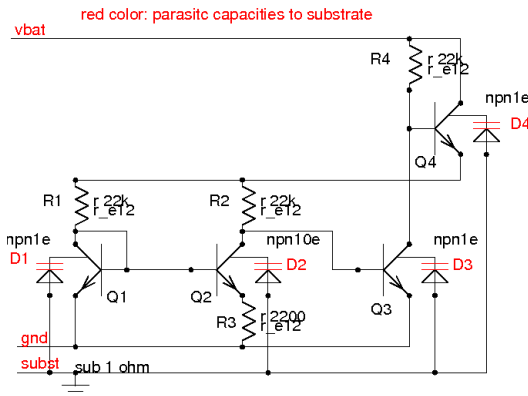 red color: parasitc capacities to substrate
vbat
R4
r 22k
r_e12
npn1e
D4
Q4
R1
r 22k
r_e12
R2
r 22k
r_e12
npn1e
D1
Q1
npn10e
D2
Q2
npn1e
D3
Q3
R3
r 2200
r_e12
gnd
subst
sub 1 ohm